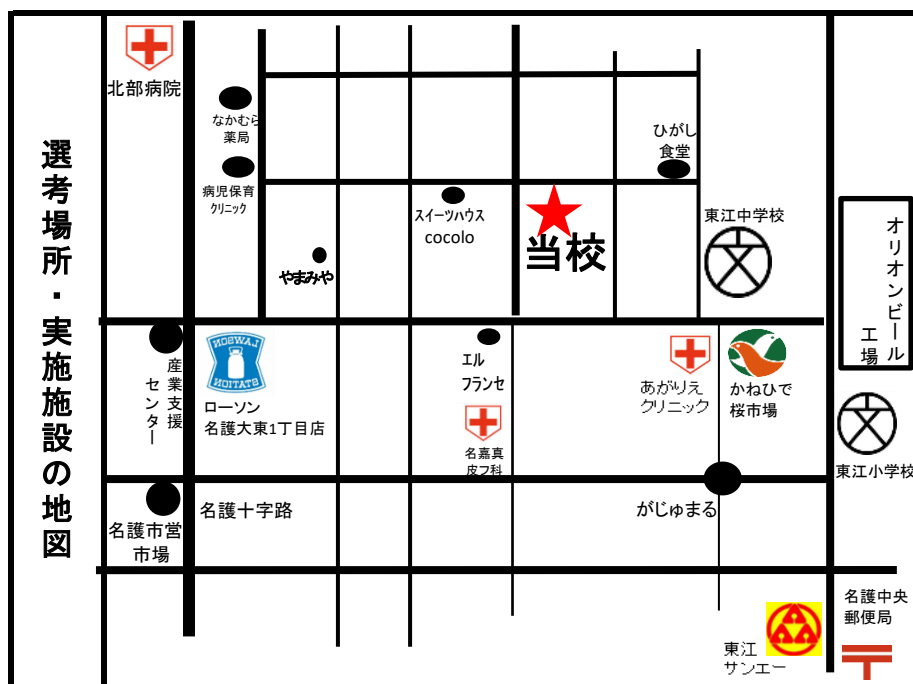 選考場所・実施施設の地図
北部病院
なかむら
薬局
病児保育
クリニック
やまみや
スイーツハウス
cocolo
当校
ひがし
食堂
東江中学校
オリオンビール
工場
産業支援
センター
LAWSON
STATION
ローソン
名護大東1丁目店
エル
フランセ
名嘉真
皮フ科
あがりえ
クリニック
かねひで
桜市場
東江小学校
名護市営
市場
名護十字路
がじゅまる
東江
サンエー
名護中央
郵便局